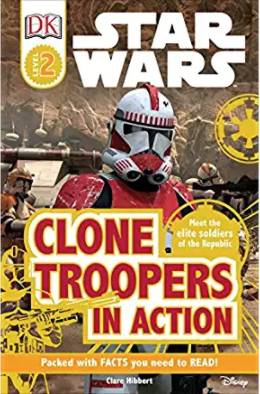 DK
LEVEL 2
STAR
WARS
Meet the
elite soldiers
of the Republic
CLONE
TROOPERS
IN ACTION
Packed with FACTS you need to READ!
Clare Hibbert
Disney